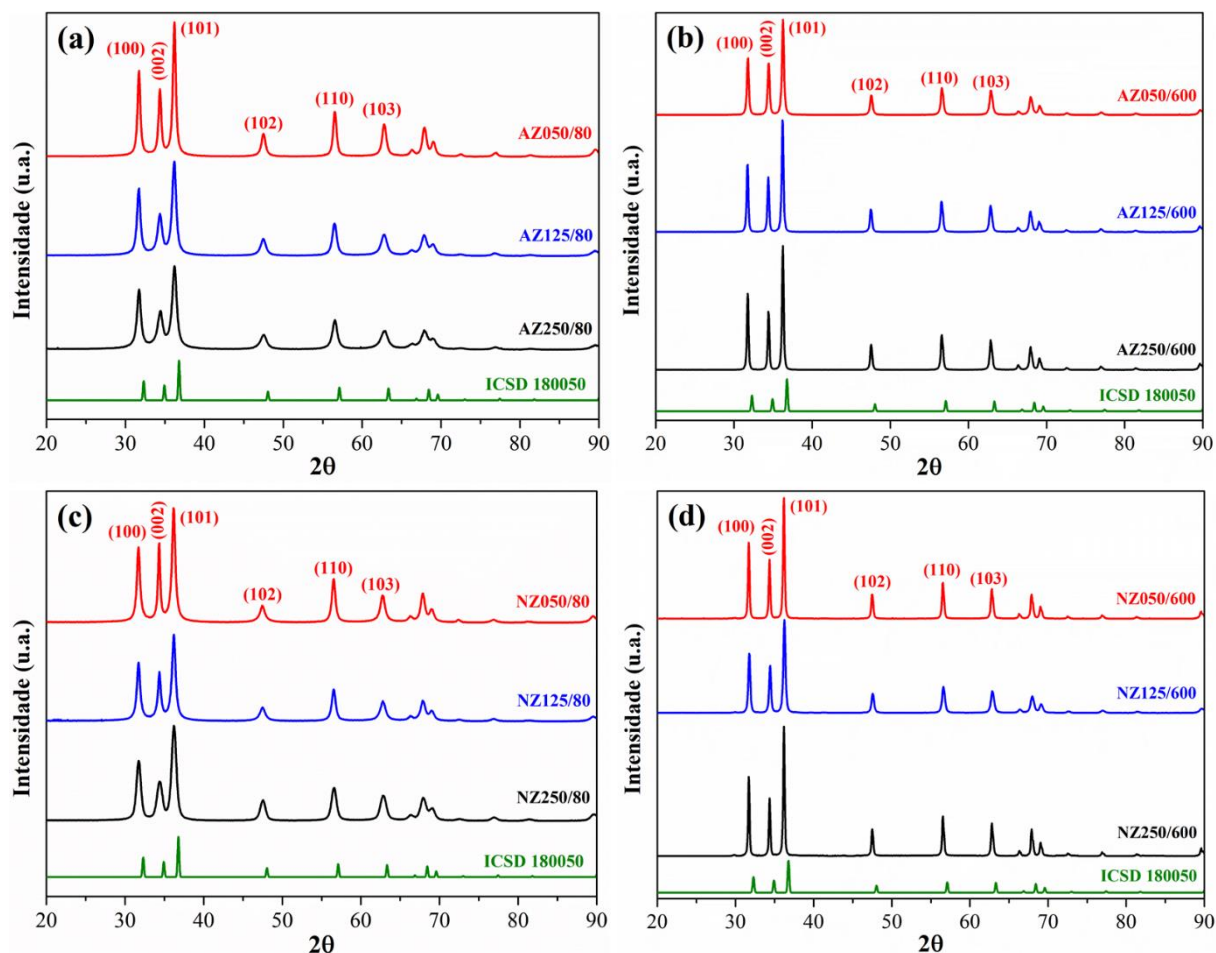 (a)
(100)
(002)
(101)
(102)
(110)
(103)
AZ050/80
AZ125/80
AZ250/80
ICSD 180050
Intensidade (u.a.)
20 30 40 50 60 70 80 90
2θ
(b)
(100)
(002)
(101)
(102)
(110)
(103)
AZ050/600
AZ125/600
AZ250/600
ICSD 180050
Intensidade (u.a.)
20 30 40 50 60 70 80 90
2θ
(c)
(100)
(002)
(101)
(102)
(110)
(103)
NZ050/80
NZ125/80
NZ250/80
ICSD 180050
Intensidade (u.a.)
20 30 40 50 60 70 80 90
2θ
(d)
(100)
(002)
(101)
(102)
(110)
(103)
NZ050/600
NZ125/600
NZ250/600
ICSD 180050
Intensidade (u.a.)
20 30 40 50 60 70 80 90
2θ